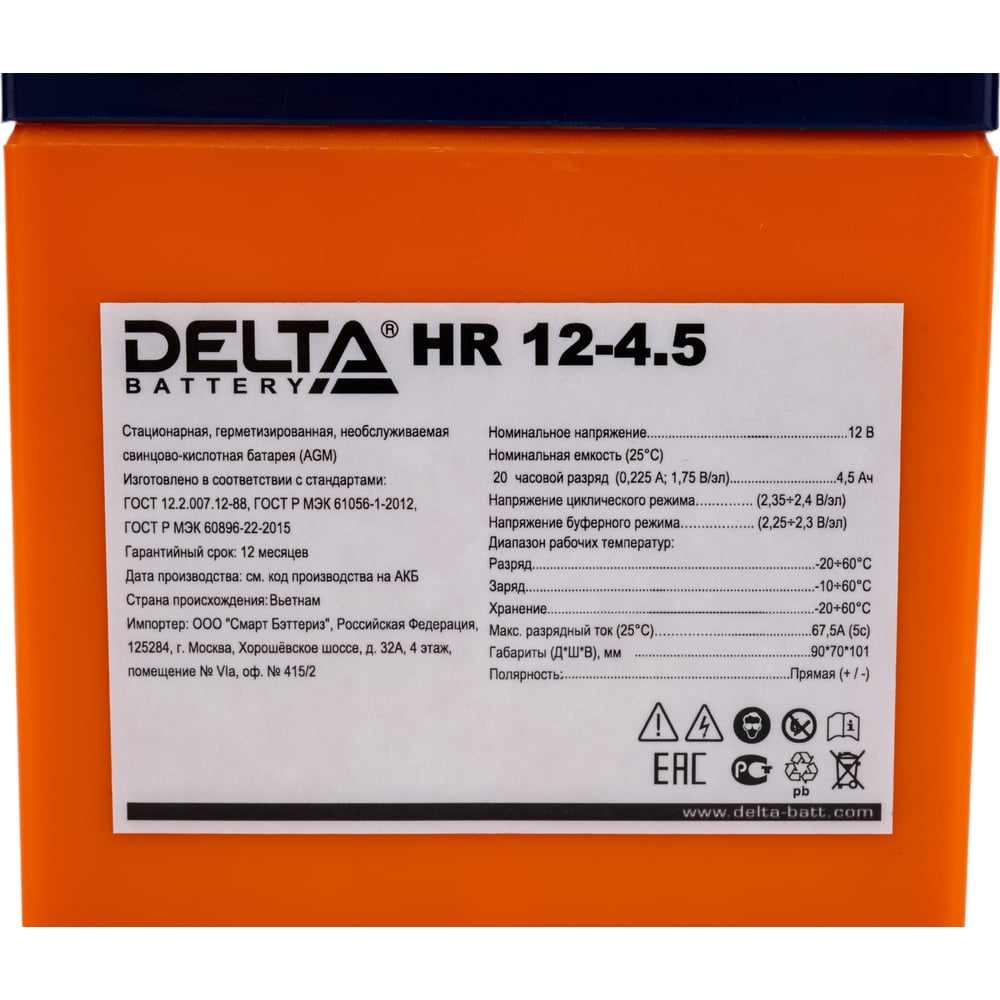 DELTA® HR 12-4.5
BATTERY
Стационарная, герметизированная, необслуживаемая
свинцово-кислотная батарея (AGM)
Изготовлено в соответствии с стандартами:
ГОСТ 12.2.007.12-88, ГОСТ Р МЭК 61056-1-2012,
ГОСТ Р МЭК 60896-22-2015
Гарантийный срок: 12 месяцев
Дата производства: см. код производства на АКБ
Страна происхождения: Вьетнам
Импортер: ООО "Смарт Бэттериз", Российская Федерация,
125284, г. Москва, Хорошёвское шоссе, д. 32А, 4 этаж,
помещение № VIa, оф. № 415/2
Номинальное напряжение..........12 В
Номинальная емкость (25°С)
20 часовой разряд (0,225 А; 1,75 В/эл)..........4,5 Ач
Напряжение циклического режима..........(2,35÷2,4 В/эл)
Напряжение буферного режима..........(2,25÷2,3 В/эл)
Диапазон рабочих температур:
Разряд..........-20÷60°С
Заряд..........-10÷60°С
Хранение..........-20÷60°С
Макс. разрядный ток (25°С)..........67,5А (5с)
Габариты (Д*Ш*В), мм ..........90*70*101
Полярность:..........Прямая (+ / -)
ЕАС РСТ
pb
www.delta-batt.com